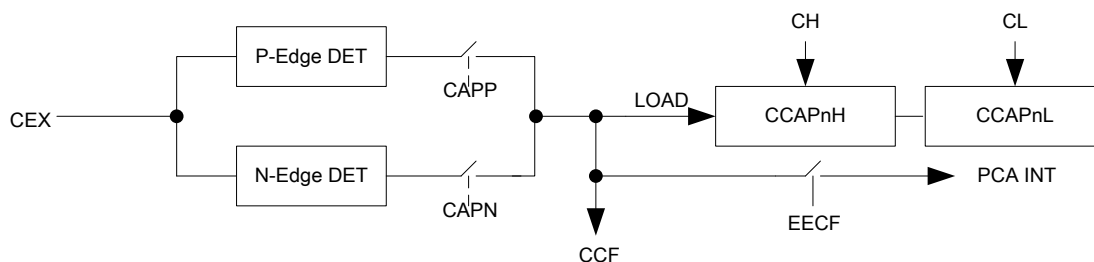 CH
CL
P-Edge DET
CAPP
LOAD
CCAPnH
CCAPnL
CEX
N-Edge DET
CAPN
PCA INT
EECF
CCF